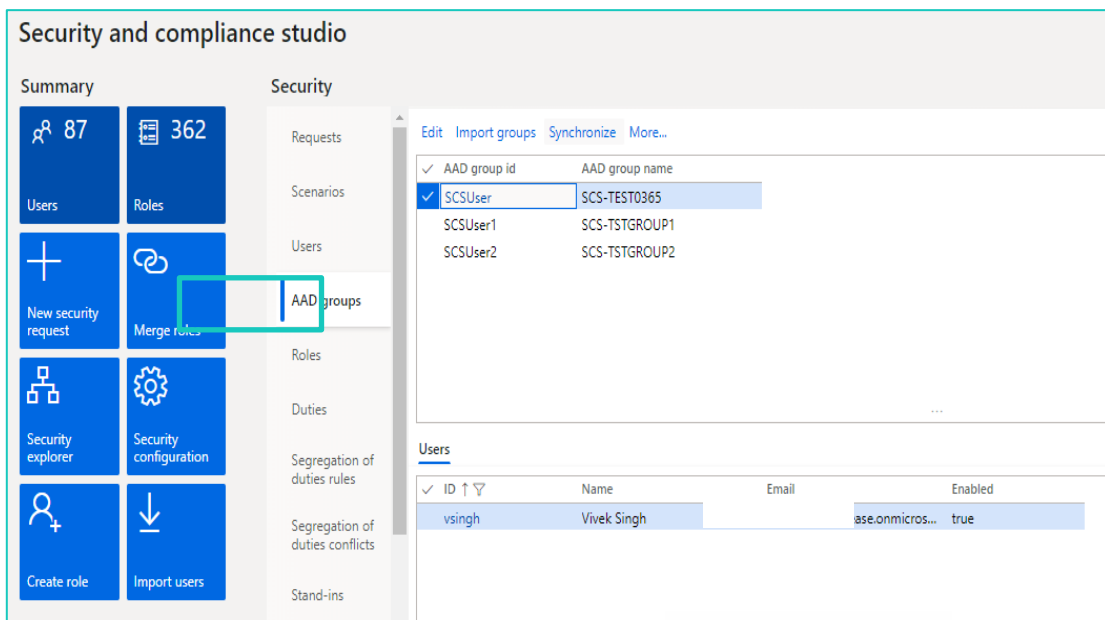 Security and compliance studio
Summary
87
Users
362
Roles
New security
request
Merge roles
Security
explorer
Security
configuration
Create role
Import users
Security
Requests
Scenarios
Users
AAD groups
Roles
Duties
Segregation of
duties rules
Segregation of
duties conflicts
Stand-ins
Edit Import groups Synchronize More...
AAD group id AAD group name
SCSUser SCS-TEST0365
SCSUser1 SCS-TSTGROUP1
SCSUser2 SCS-TSTGROUP2
...
Users
ID ↑ Name Email Enabled
vsingh Vivek Singh ase.onmicros... true